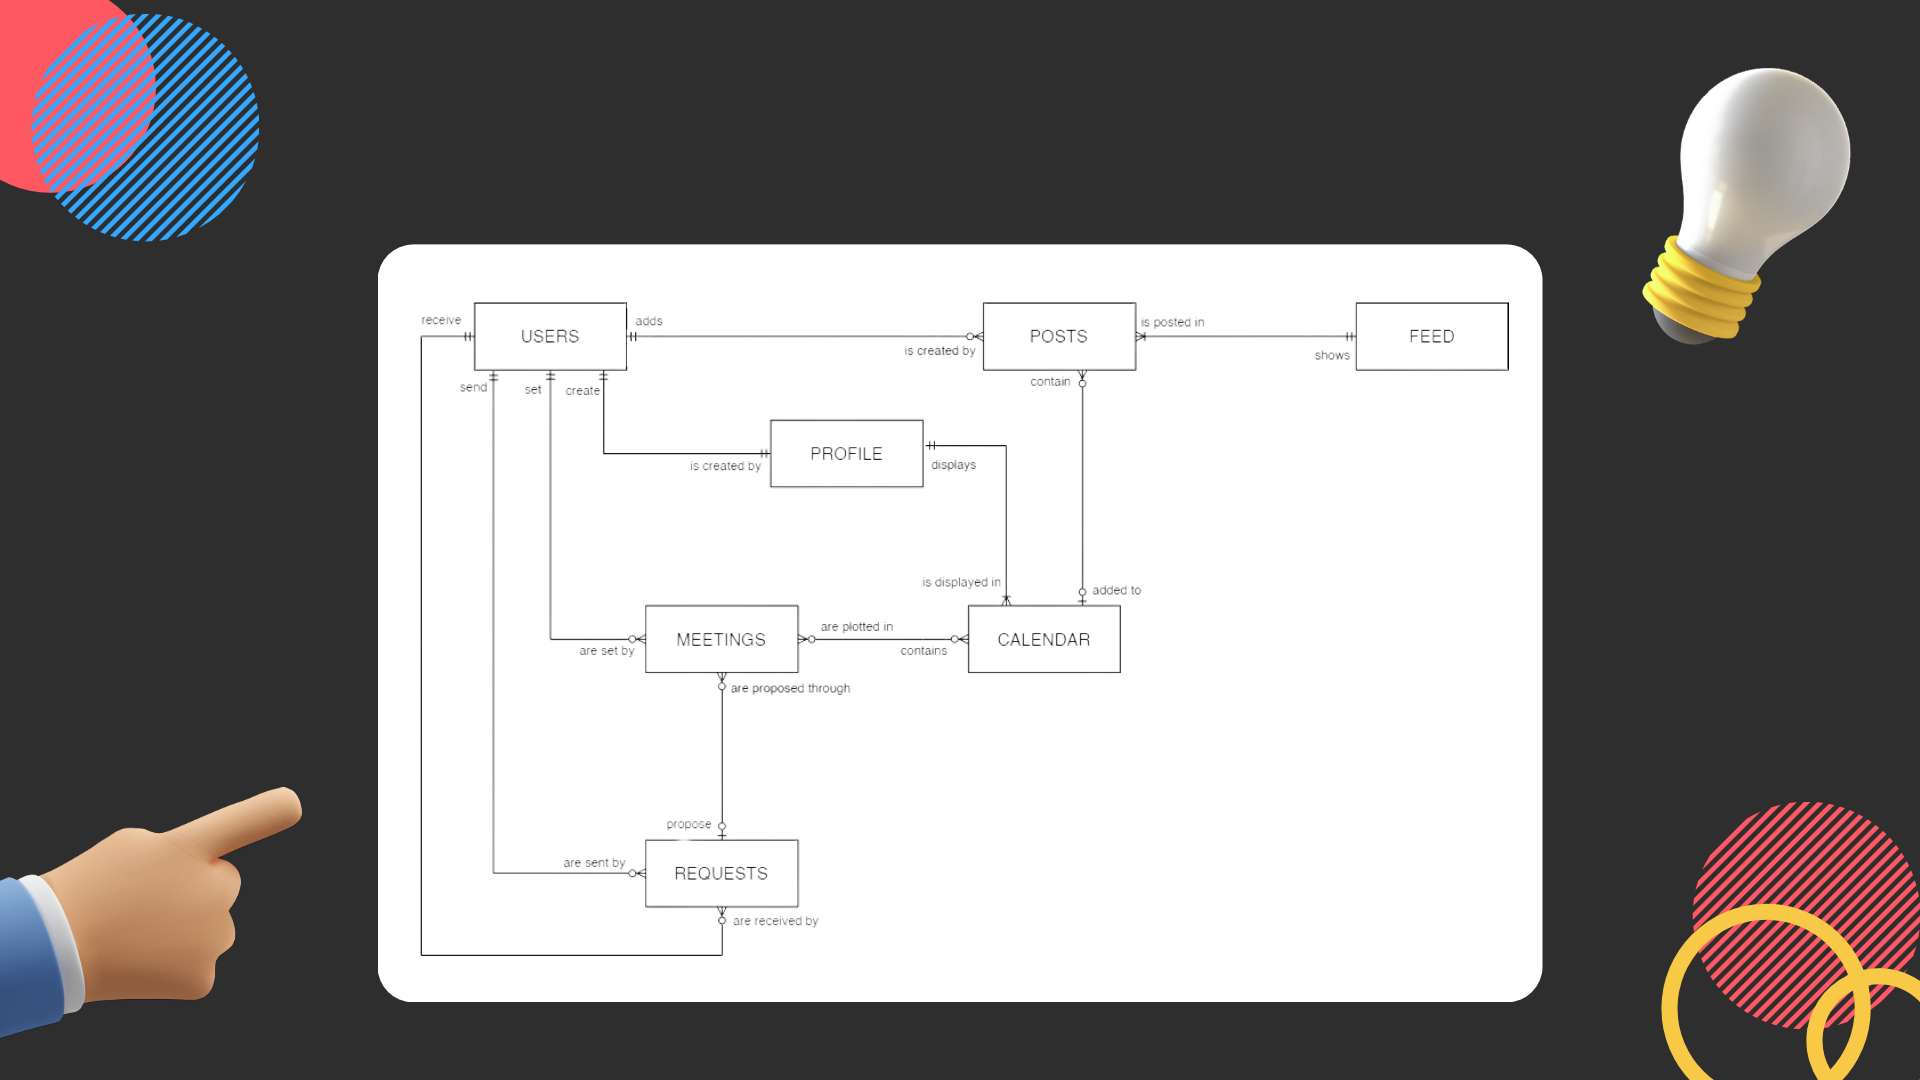 receive
USERS
adds
is created by
POSTS
is posted in
shows
FEED
send
set
create
contain
is created by
PROFILE
displays
is displayed in
added to
are set by
MEETINGS
are plotted in
contains
CALENDAR
are proposed through
propose
are sent by
REQUESTS
are received by